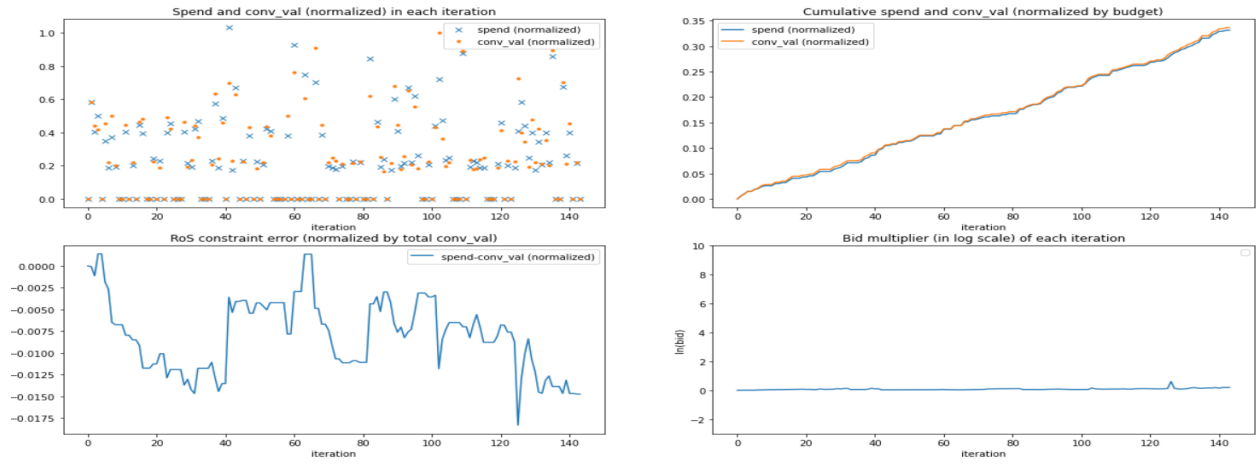 Spend and conv_val (normalized) in each iteration
spend (normalized)
conv_val (normalized)
1.0
0.8
0.6
0.4
0.2
0.0
0 20 40 60 80 100 120 140
iteration
Cumulative spend and conv_val (normalized by budget)
spend (normalized)
conv_val (normalized)
0.35
0.30
0.25
0.20
0.15
0.10
0.05
0.00
0 20 40 60 80 100 120 140
iteration
RoS constraint error (normalized by total conv_val)
spend-conv_val (normalized)
0.0000
−0.0025
−0.0050
−0.0075
−0.0100
−0.0125
−0.0150
−0.0175
0 20 40 60 80 100 120 140
iteration
Bid multiplier (in log scale) of each iteration
10
8
6
4
2
0
−2
ln(bid)
0 20 40 60 80 100 120 140
iteration